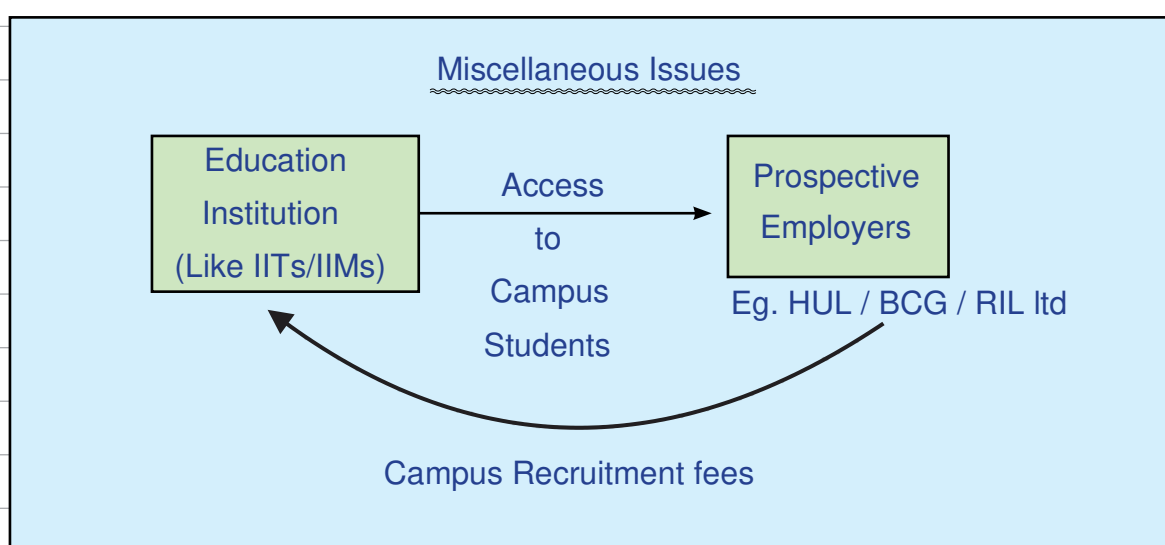 Miscellaneous Issues
Education
Institution
(Like IITs/IIMs)
Access
to
Campus
Students
Prospective
Employers
Eg. HUL / BCG / RIL ltd
Campus Recruitment fees